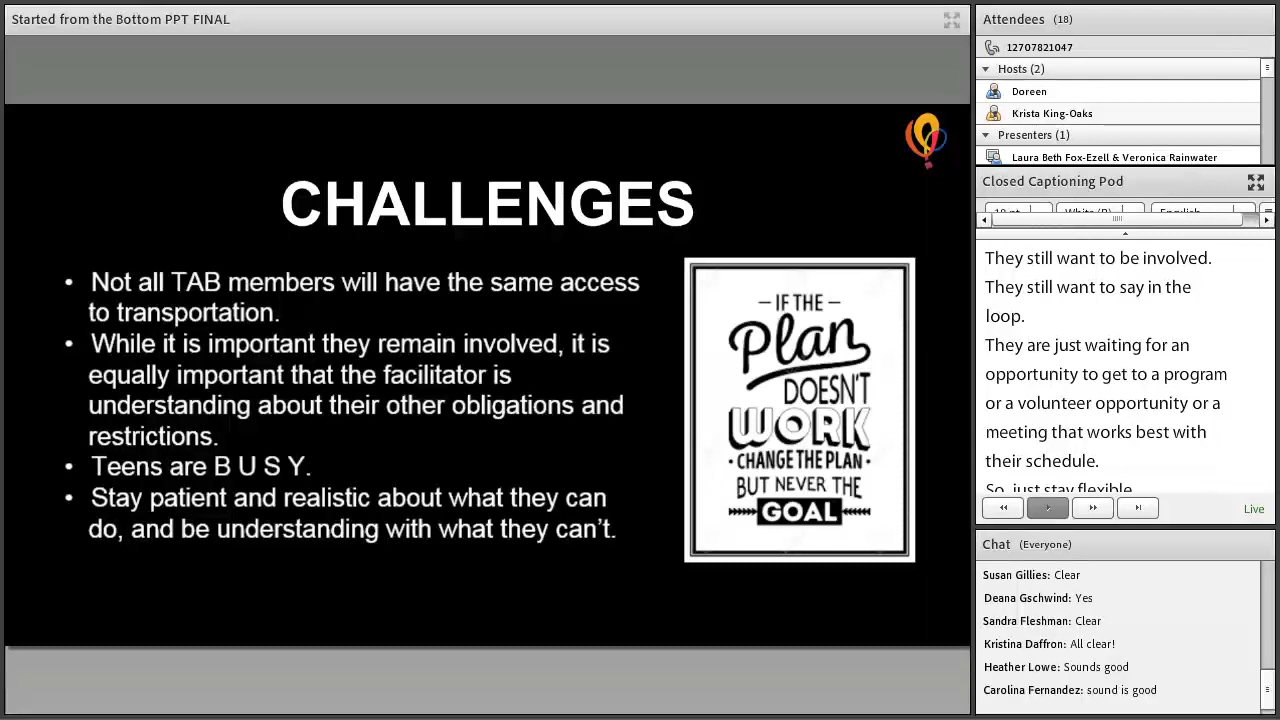 Started from the Bottom PPT FINAL
CHALLENGES
• Not all TAB members will have the same access
to transportation.
• While it is important they remain involved, it is
equally important that the facilitator is
understanding about their other obligations and
restrictions.
• Teens are B U S Y.
• Stay patient and realistic about what they can
do, and be understanding with what they can’t.
– IF THE –
Plan
DOESN'T
WORK
• CHANGE THE PLAN •
BUT NEVER THE
GOAL
Attendees (18)
12707821047
Hosts (2)
Doreen
Krista King-Oaks
Presenters (1)
Laura Beth Fox-Ezell & Veronica Rainwater
Closed Captioning Pod
They still want to be involved.
They still want to say in the
loop.
They are just waiting for an
opportunity to get to a program
or a volunteer opportunity or a
meeting that works best with
their schedule.
So, just stay flexible
Live
Chat (Everyone)
Susan Gillies: Clear
Deana Gschwind: Yes
Sandra Fleshman: Clear
Kristina Daffron: All clear!
Heather Lowe: Sounds good
Carolina Fernandez: sound is good